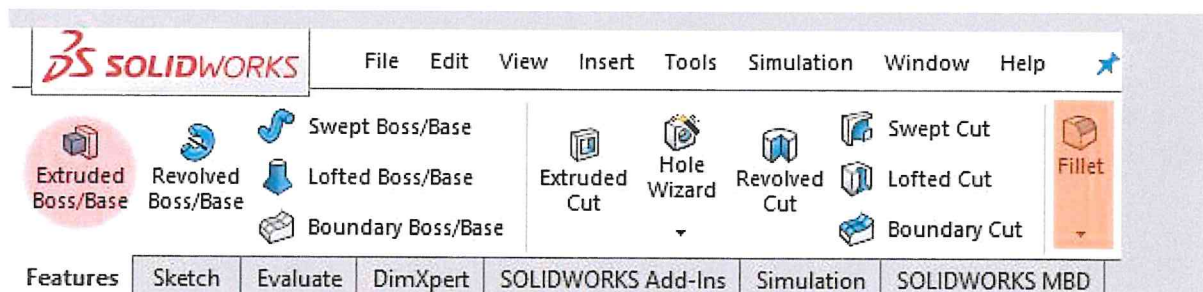 SOLIDWORKS File Edit View Insert Tools Simulation Window Help
Extruded Boss/Base
Revolved Boss/Base
Swept Boss/Base
Lofted Boss/Base
Boundary Boss/Base
Extruded Cut
Hole Wizard
Revolved Cut
Swept Cut
Lofted Cut
Boundary Cut
Fillet
Features Sketch Evaluate DimXpert SOLIDWORKS Add-Ins Simulation SOLIDWORKS MBD